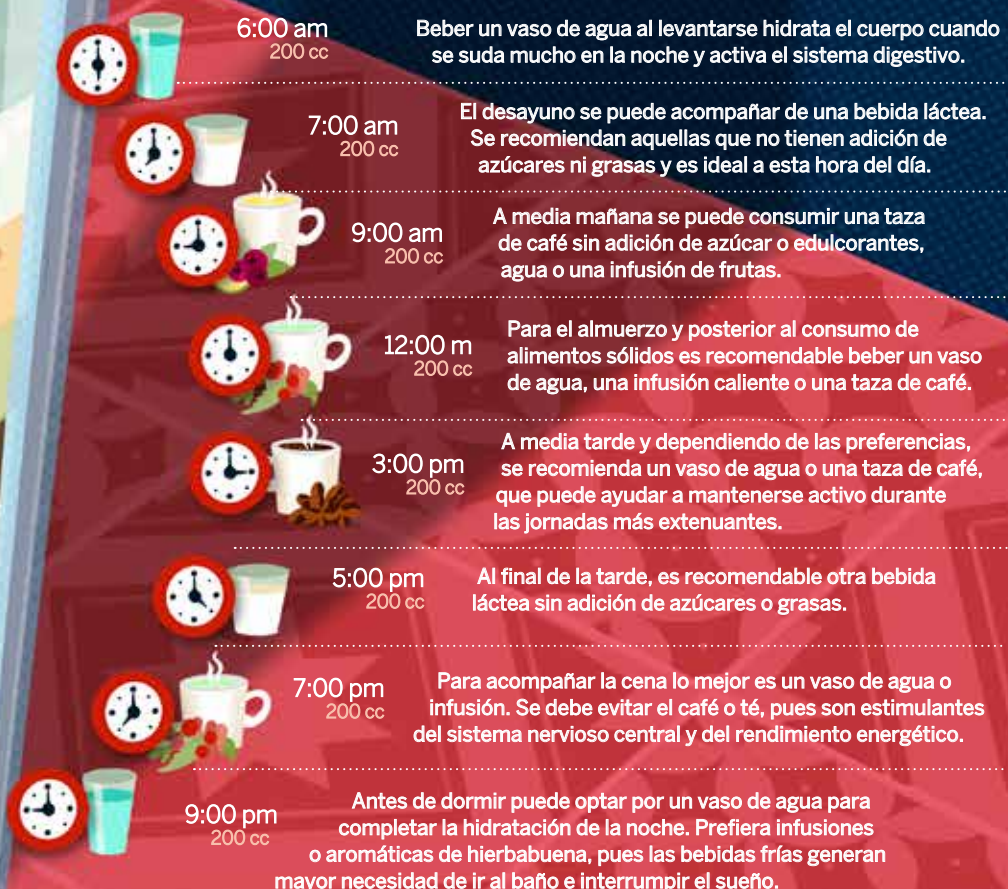 6:00 am
200 cc
Beber un vaso de agua al levantarse hidrata el cuerpo cuando
se suda mucho en la noche y activa el sistema digestivo.
7:00 am
200 cc
El desayuno se puede acompañar de una bebida láctea.
Se recomiendan aquellas que no tienen adición de
azúcares ni grasas y es ideal a esta hora del día.
9:00 am
200 cc
A media mañana se puede consumir una taza
de café sin adición de azúcar o edulcorantes,
agua o una infusión de frutas.
12:00 m
200 cc
Para el almuerzo y posterior al consumo de
alimentos sólidos es recomendable beber un vaso
de agua, una infusión caliente o una taza de café.
3:00 pm
200 cc
A media tarde y dependiendo de las preferencias,
se recomienda un vaso de agua o una taza de café,
que puede ayudar a mantenerse activo durante
las jornadas más extenuantes.
5:00 pm
200 cc
Al final de la tarde, es recomendable otra bebida
láctea sin adición de azúcares o grasas.
7:00 pm
200 cc
Para acompañar la cena lo mejor es un vaso de agua o
infusión. Se debe evitar el café o té, pues son estimulantes
del sistema nervioso central y del rendimiento energético.
9:00 pm
200 cc
Antes de dormir puede optar por un vaso de agua para
completar la hidratación de la noche. Prefiera infusiones
o aromáticas de hierbabuena, pues las bebidas frías generan
mayor necesidad de ir al baño e interrumpir el sueño.